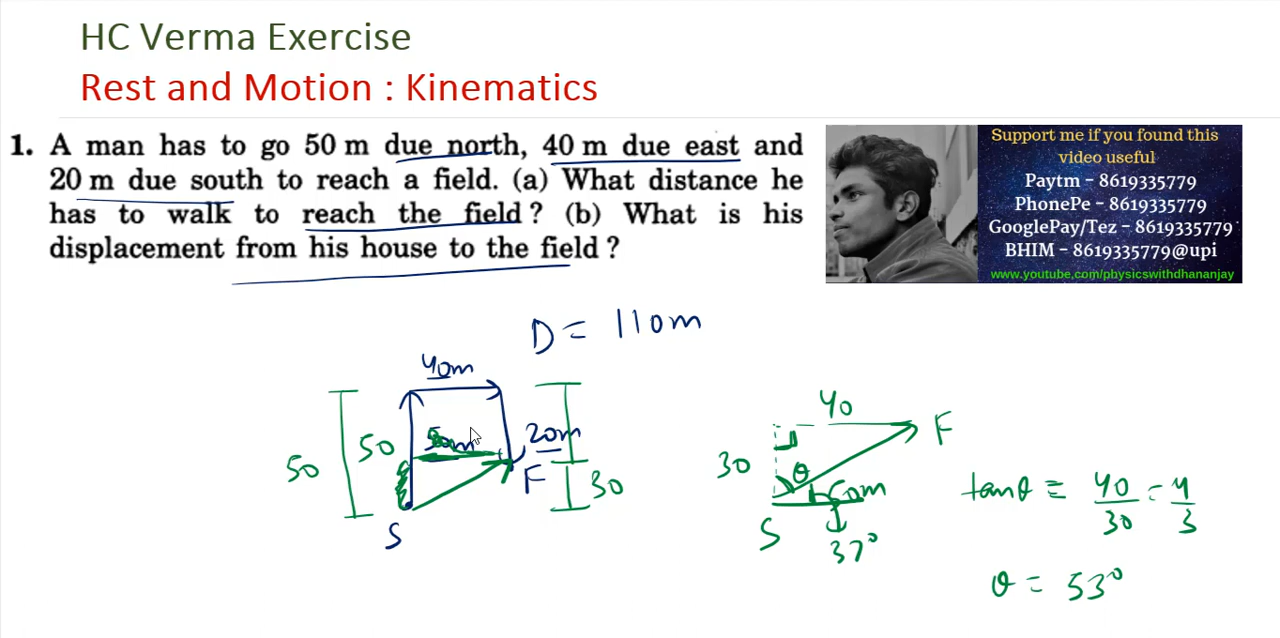 HC Verma Exercise
Rest and Motion : Kinematics
1. A man has to go 50 m due north, 40 m due east and
20 m due south to reach a field. (a) What distance he
has to walk to reach the field ? (b) What is his
displacement from his house to the field ?
Support me if you found this
video useful
Paytm - 8619335779
PhonePe - 8619335779
GooglePay/Tez - 8619335779
BHIM - 8619335779@upi
www.youtube.com/physicswithdhananjay
D = 110m
40m
50
50
20m
F
30
S
40
F
30
θ
50m
S
37°
tanθ = 40/30 = 4/3
θ = 53°